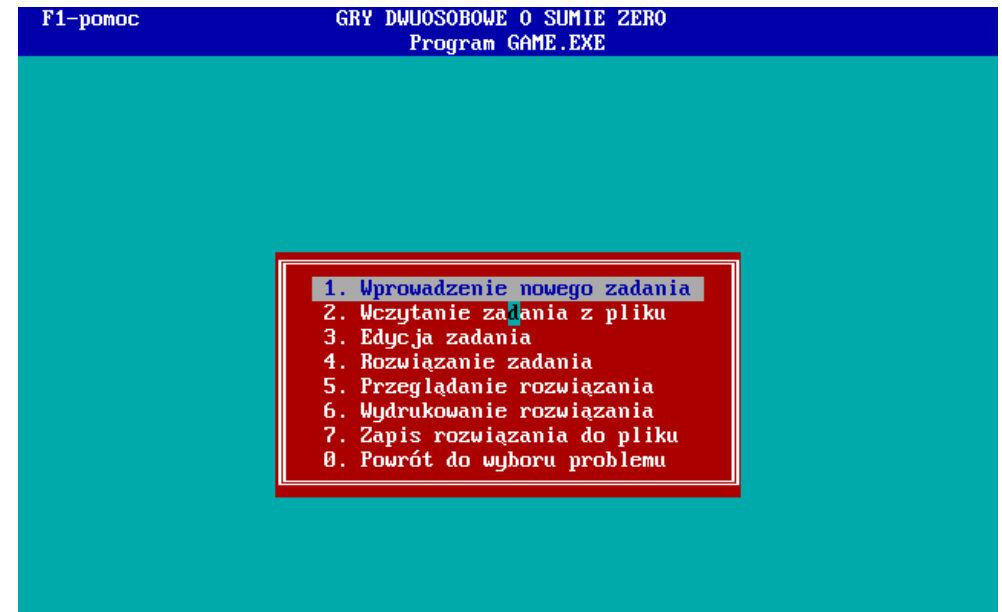 F1-pomoc GRY DWUOSOBOWE O SUMIE ZERO
Program GAME.EXE
1. Wprowadzenie nowego zadania
2. Wczytanie zadania z pliku
3. Edycja zadania
4. Rozwiązanie zadania
5. Przeglądanie rozwiązania
6. Wydrukowanie rozwiązania
7. Zapis rozwiązania do pliku
0. Powrót do wyboru problemu